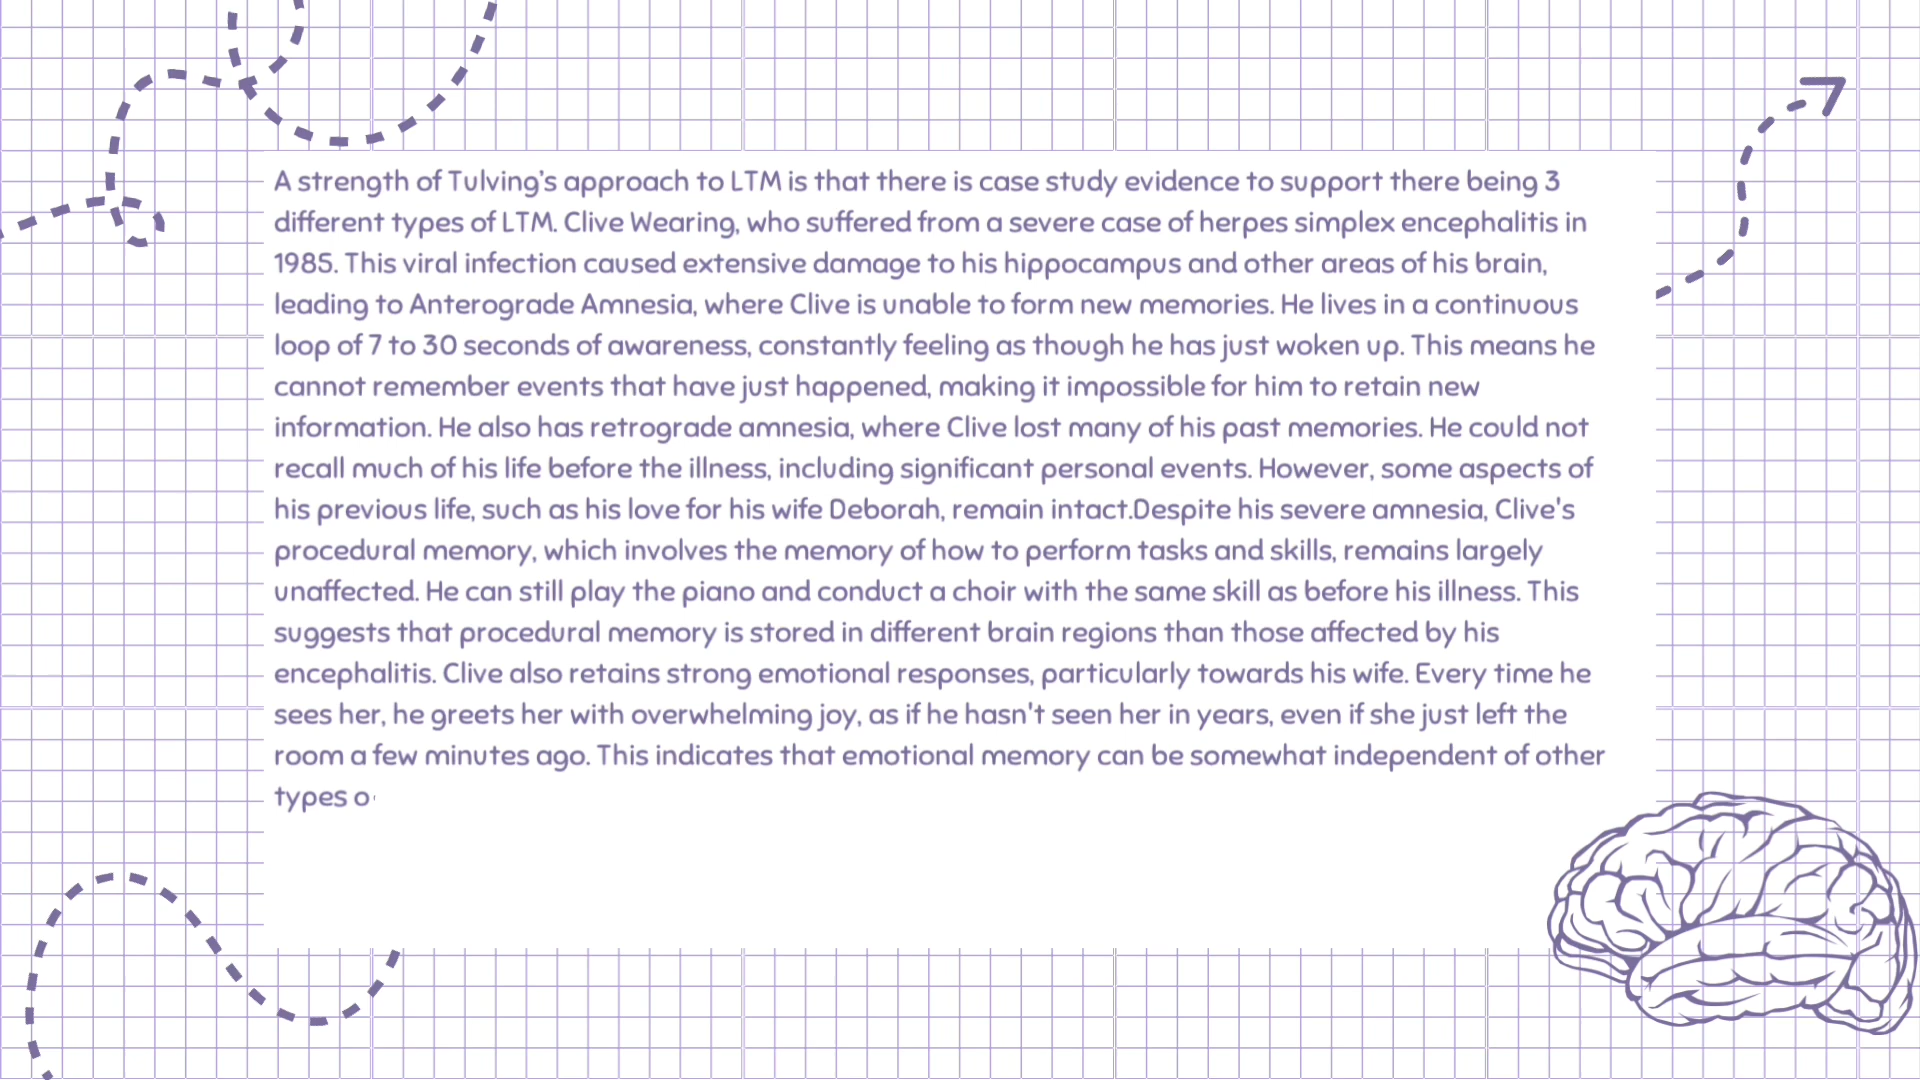 A strength of Tulving’s approach to LTM is that there is case study evidence to support there being 3
different types of LTM. Clive Wearing, who suffered from a severe case of herpes simplex encephalitis in
1985. This viral infection caused extensive damage to his hippocampus and other areas of his brain,
leading to Anterograde Amnesia, where Clive is unable to form new memories. He lives in a continuous
loop of 7 to 30 seconds of awareness, constantly feeling as though he has just woken up. This means he
cannot remember events that have just happened, making it impossible for him to retain new
information. He also has retrograde amnesia, where Clive lost many of his past memories. He could not
recall much of his life before the illness, including significant personal events. However, some aspects of
his previous life, such as his love for his wife Deborah, remain intact.Despite his severe amnesia, Clive's
procedural memory, which involves the memory of how to perform tasks and skills, remains largely
unaffected. He can still play the piano and conduct a choir with the same skill as before his illness. This
suggests that procedural memory is stored in different brain regions than those affected by his
encephalitis. Clive also retains strong emotional responses, particularly towards his wife. Every time he
sees her, he greets her with overwhelming joy, as if he hasn't seen her in years, even if she just left the
room a few minutes ago. This indicates that emotional memory can be somewhat independent of other
types